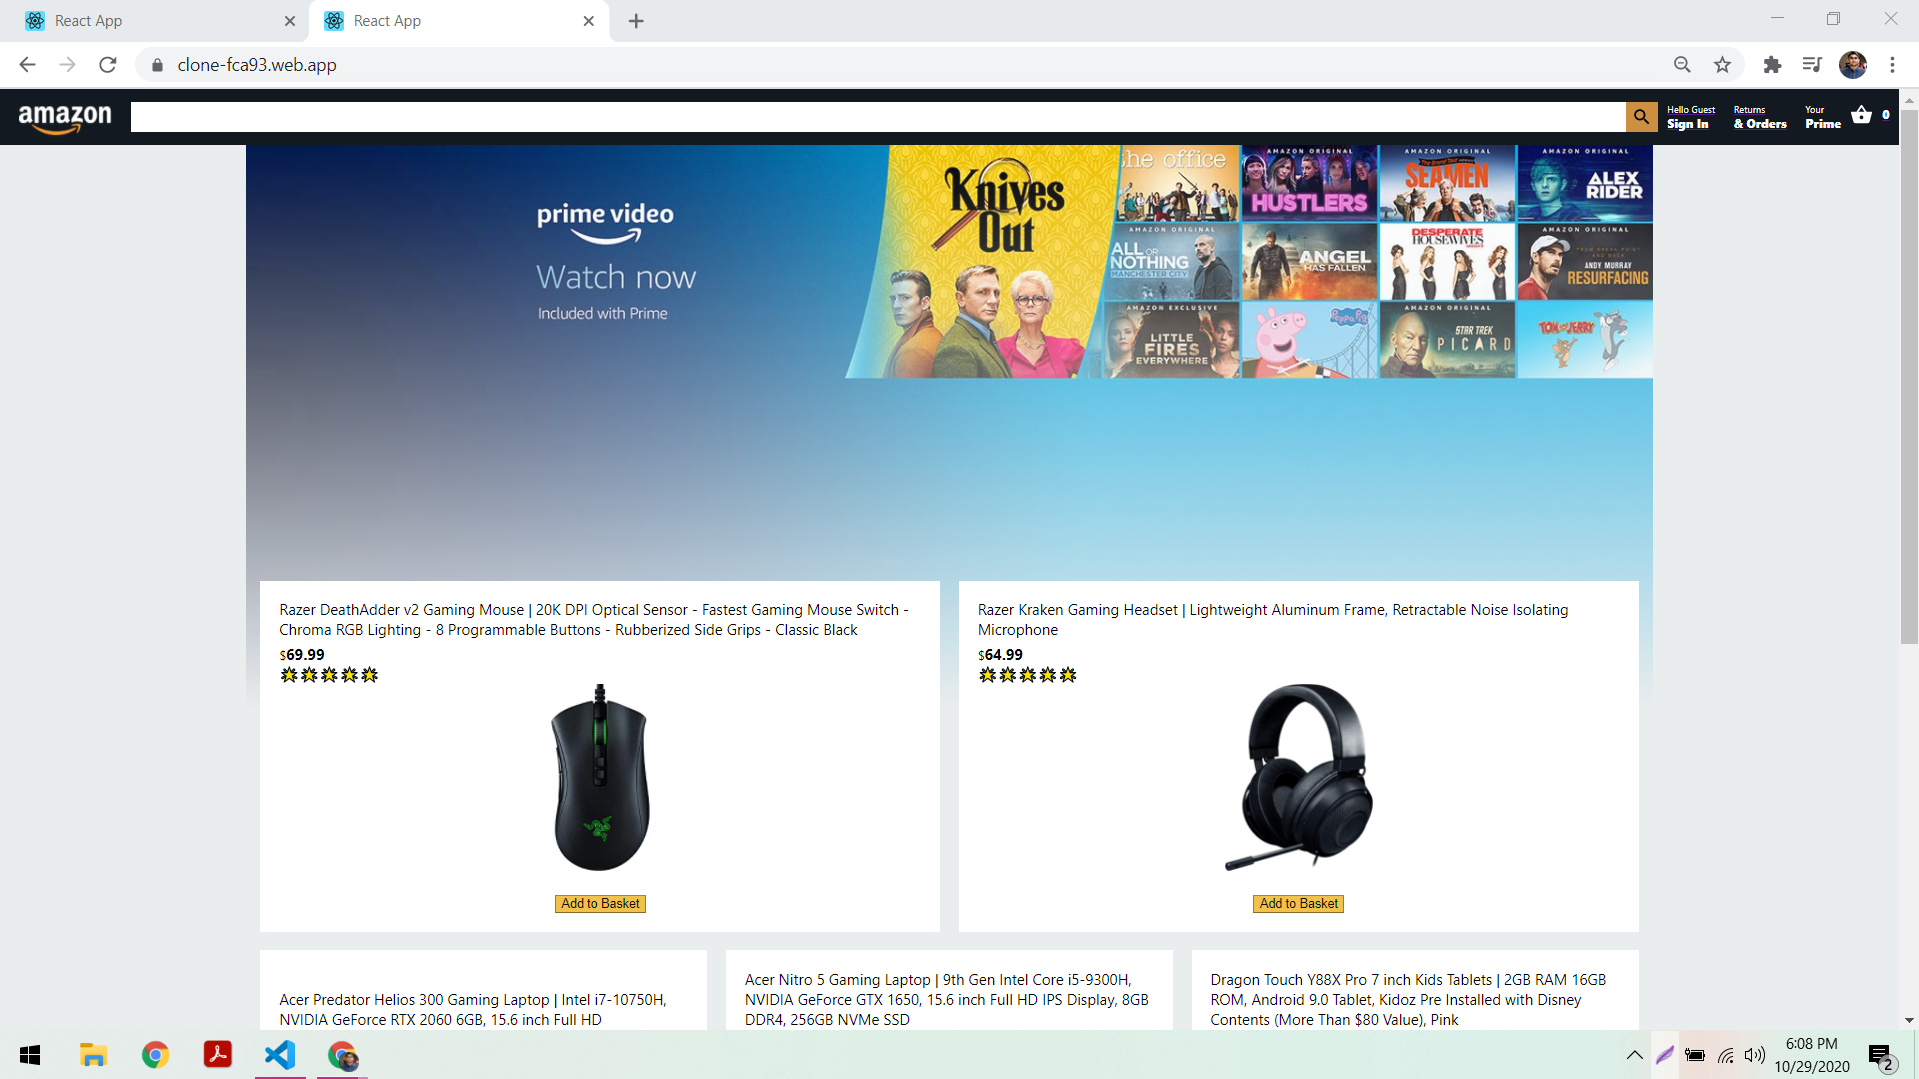 React App
React App
clone-fca93.web.app
amazon
Hello Guest
Sign In
Returns
& Orders
Your
Prime
0
prime video
Watch now
Included with Prime
Knives
Out
the office
AMAZON ORIGINAL
HUSTLERS
AMAZON ORIGINAL
The Grand Tour
SEAMEN
AMAZON ORIGINAL
ALEX
RIDER
AMAZON ORIGINAL
ALL OR
NOTHING
MANCHESTER CITY
ANGEL
HAS FALLEN
DESPERATE
HOUSEWIVES
AMAZON ORIGINAL
ANDY MURRAY
RESURFACING
AMAZON EXCLUSIVE
LITTLE
FIRES
EVERYWHERE
Peppa Pig
AMAZON ORIGINAL
STAR TREK
PICARD
TOM and JERRY
Razer DeathAdder v2 Gaming Mouse | 20K DPI Optical Sensor - Fastest Gaming Mouse Switch -
Chroma RGB Lighting - 8 Programmable Buttons - Rubberized Side Grips - Classic Black
$69.99
Add to Basket
Razer Kraken Gaming Headset | Lightweight Aluminum Frame, Retractable Noise Isolating
Microphone
$64.99
Add to Basket
Acer Predator Helios 300 Gaming Laptop | Intel i7-10750H,
NVIDIA GeForce RTX 2060 6GB, 15.6 inch Full HD
Acer Nitro 5 Gaming Laptop | 9th Gen Intel Core i5-9300H,
NVIDIA GeForce GTX 1650, 15.6 inch Full HD IPS Display, 8GB
DDR4, 256GB NVMe SSD
Dragon Touch Y88X Pro 7 inch Kids Tablets | 2GB RAM 16GB
ROM, Android 9.0 Tablet, Kidoz Pre Installed with Disney
Contents (More Than $80 Value), Pink
6:08 PM
10/29/2020
2